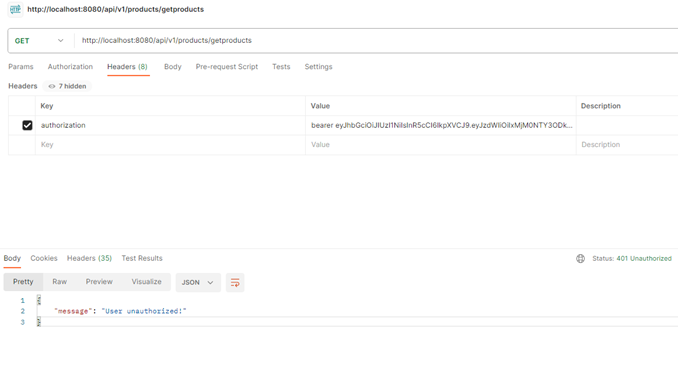 HTTP http://localhost:8080/api/v1/products/getproducts
GET http://localhost:8080/api/v1/products/getproducts
Params Authorization Headers (8) Body Pre-request Script Tests Settings
Headers 7 hidden
Key Value Description
authorization bearer
Key Value Description
Body Cookies Headers (35) Test Results Status: 401 Unauthorized
Pretty Raw Preview Visualize JSON
1 {
2 "message": "User unauthorized!"
3 }